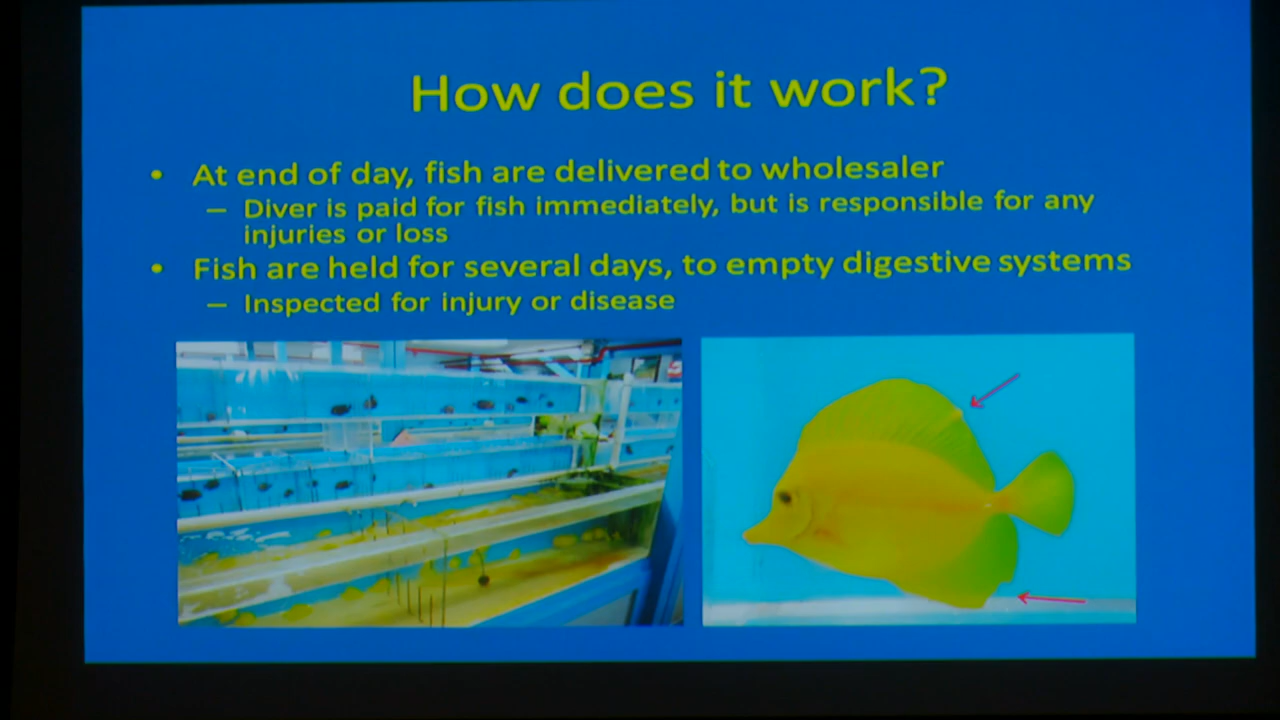 How does it work?
• At end of day, fish are delivered to wholesaler
– Diver is paid for fish immediately, but is responsible for any
injuries or loss
• Fish are held for several days, to empty digestive systems
– Inspected for injury or disease